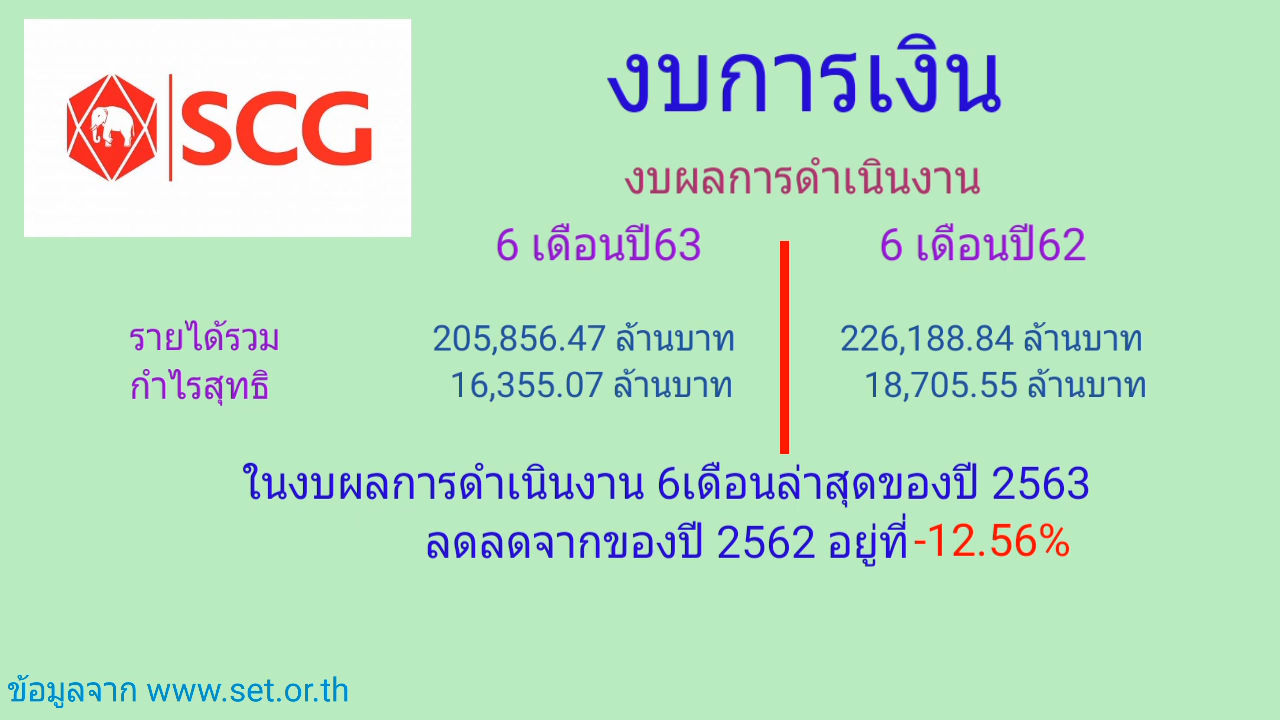 SCG
งบการเงิน
งบผลการดำเนินงาน
6 เดือนปี63 6 เดือนปี62
รายได้รวม 205,856.47 ล้านบาท 226,188.84 ล้านบาท
กำไรสุทธิ 16,355.07 ล้านบาท 18,705.55 ล้านบาท
ในงบผลการดำเนินงาน 6เดือนล่าสุดของปี 2563
ลดลดจากของปี 2562 อยู่ที่ -12.56%
ข้อมูลจาก www.set.or.th